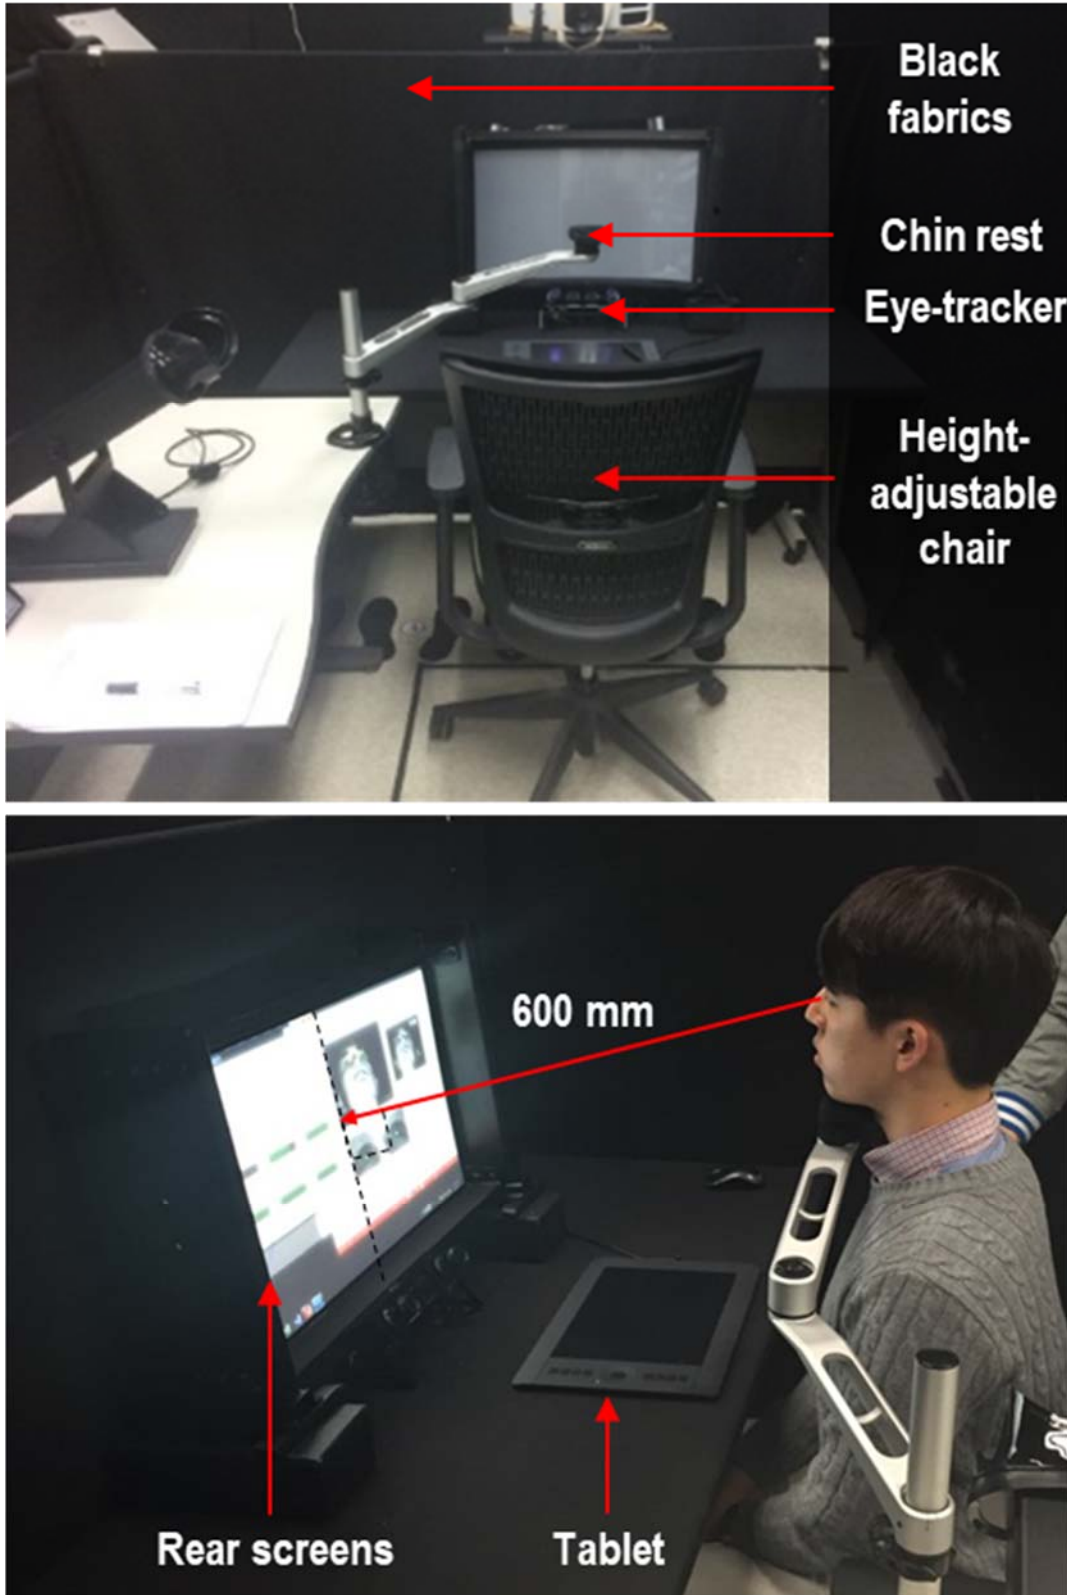 Black
fabrics
Chin rest
Eye-tracker
Height-
adjustable
chair
600 mm
Rear screens
Tablet